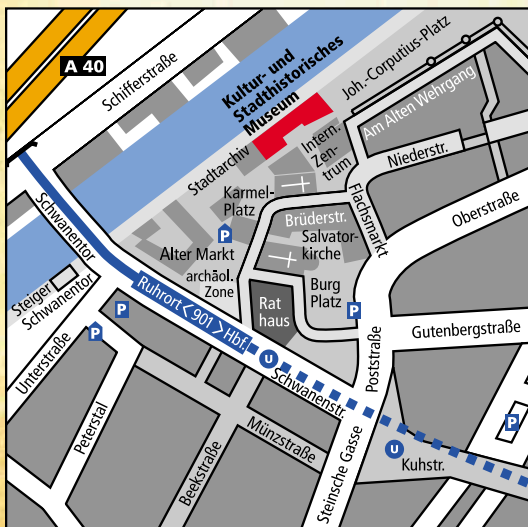 A 40
Schifferstraße
Kultur- und
Stadthistorisches
Museum
Joh.-Corputius-Platz
Am Alten Wehrgang
Stadtarchiv
Intern.
Zen-
trum
Niederstr.
Karmel-
Platz
Flachsmarkt
Oberstraße
Brüderstr.
Salvator-
kirche
P
Alter Markt
archäol.
Zone
Schwanentor
Steiger
Schwanentor
Burg
Platz
P
Rat
haus
Ruhrort <901> Hbf.
P
P
U
Gutenbergstraße
Unterstraße
Poststraße
Schwanenstr.
Peterstal
Münzstraße
Beekstraße
Steinsche Gasse
U
Kuhstr.
P